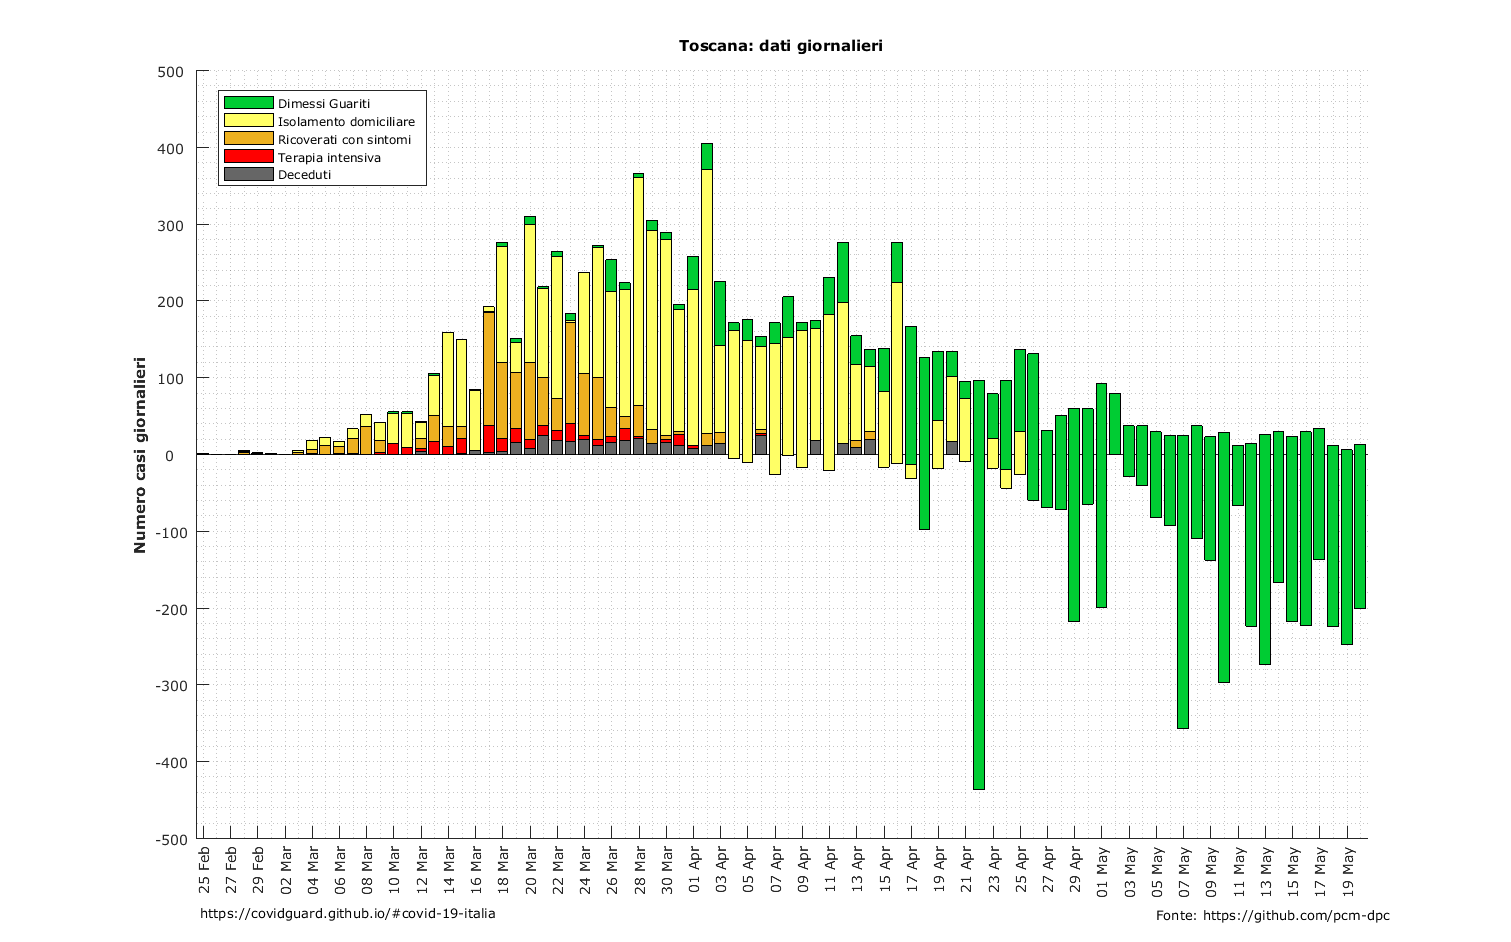 Toscana: dati giornalieri
500
400
300
200
100
0
-100
-200
-300
-400
-500
Numero casi giornalieri
Dimessi Guariti
Isolamento domiciliare
Ricoverati con sintomi
Terapia intensiva
Deceduti
25 Feb
27 Feb
29 Feb
02 Mar
04 Mar
06 Mar
08 Mar
10 Mar
12 Mar
14 Mar
16 Mar
18 Mar
20 Mar
22 Mar
24 Mar
26 Mar
28 Mar
30 Mar
01 Apr
03 Apr
05 Apr
07 Apr
09 Apr
11 Apr
13 Apr
15 Apr
17 Apr
19 Apr
21 Apr
23 Apr
25 Apr
27 Apr
29 Apr
01 May
03 May
05 May
07 May
09 May
11 May
13 May
15 May
17 May
19 May
https://covidguard.github.io/#covid-19-italia
Fonte: https://github.com/pcm-dpc